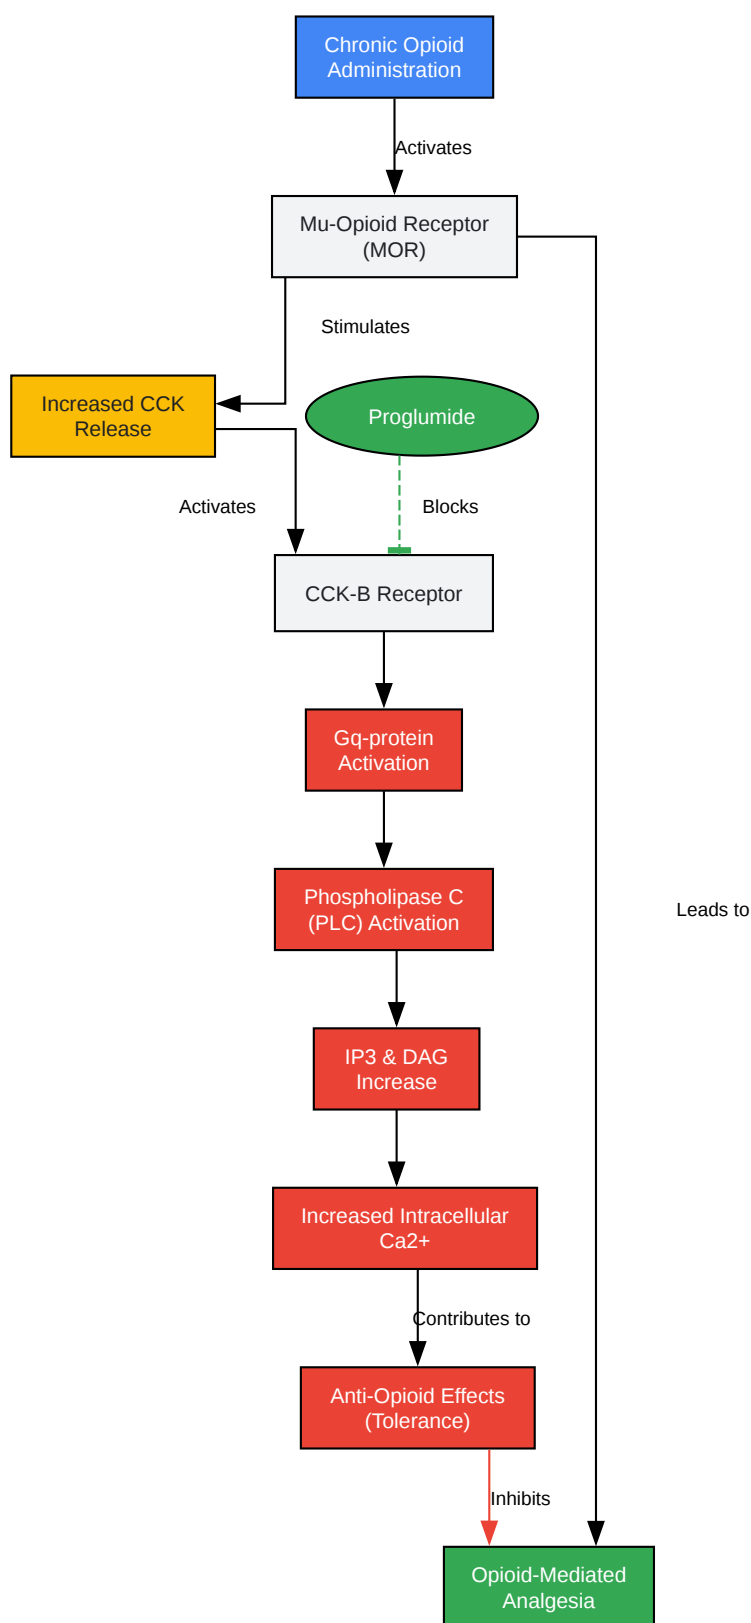 Chronic Opioid
Administration
Activates
Mu-Opioid Receptor
(MOR)
Stimulates
Increased CCK
Release
Proglumide
Activates
Blocks
CCK-B Receptor
Gq-protein
Activation
Phospholipase C
(PLC) Activation
Leads to
IP3 & DAG
Increase
Increased Intracellular
Ca2+
Contributes to
Anti-Opioid Effects
(Tolerance)
Inhibits
Opioid-Mediated
Analgesia